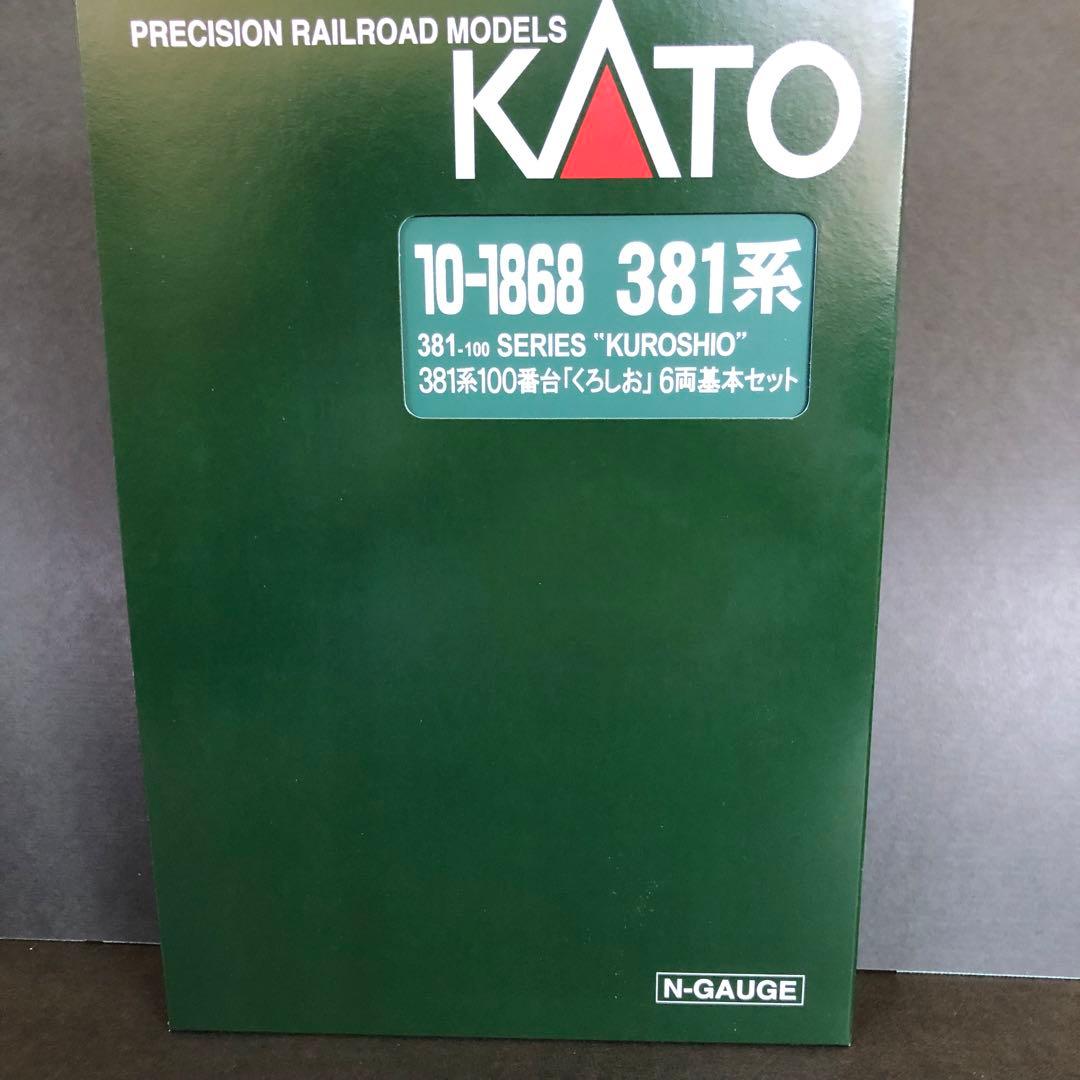 PRECISION RAILROAD MODELS
KATO
10-1868 381系
381-100 SERIES “KUROSHIO”
381系100番台「くろしお」6両基本セット
N-GAUGE